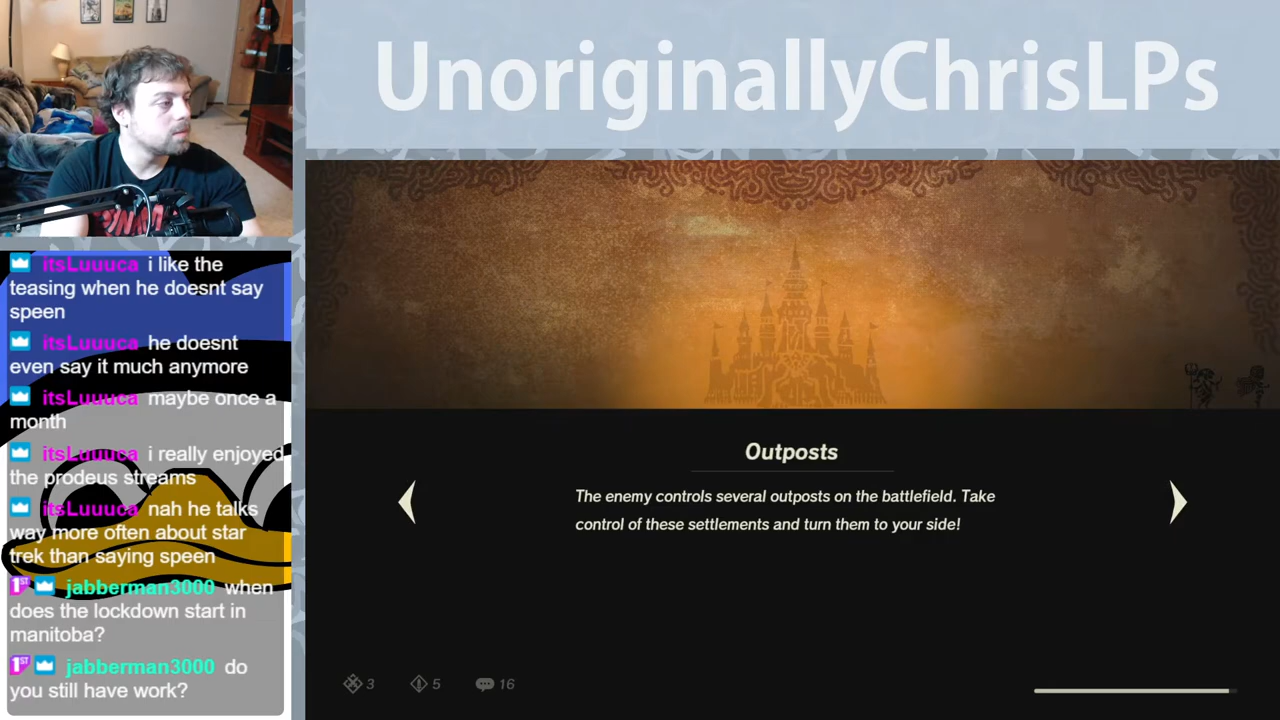 UnoriginallyChrisLPs
itsLuuuca i like the
teasing when he doesnt say
speen
itsLuuuca he doesnt
even say it much anymore
itsLuuuca maybe once a
month
itsLuuuca i really enjoyed
the prodeus streams
itsLuuuca nah he talks
way more often about star
trek than saying speen
1ST jabberman3000 when
does the lockdown start in
manitoba?
1ST jabberman3000 do
you still have work?
Outposts
The enemy controls several outposts on the battlefield. Take
control of these settlements and turn them to your side!
3 5 16